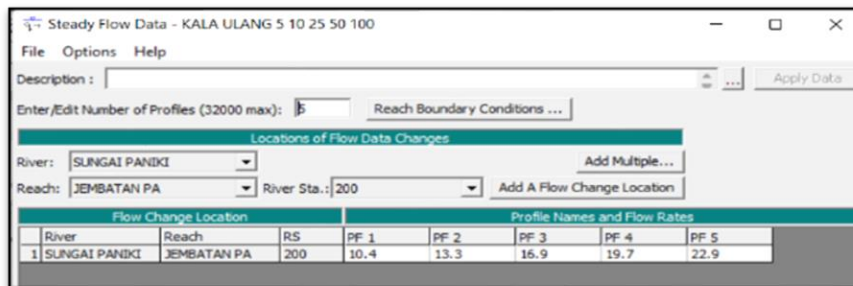 Steady Flow Data - KALA ULANG 5 10 25 50 100
File Options Help
Description : ... Apply Data
Enter/Edit Number of Profiles (32000 max): 5 Reach Boundary Conditions ...
Locations of Flow Data Changes
River: SUNGAI PANIKI Add Multiple...
Reach: JEMBATAN PA River Sta.: 200 Add A Flow Change Location
Flow Change Location Profile Names and Flow Rates
River Reach RS PF 1 PF 2 PF 3 PF 4 PF 5
1 SUNGAI PANIKI JEMBATAN PA 200 10.4 13.3 16.9 19.7 22.9